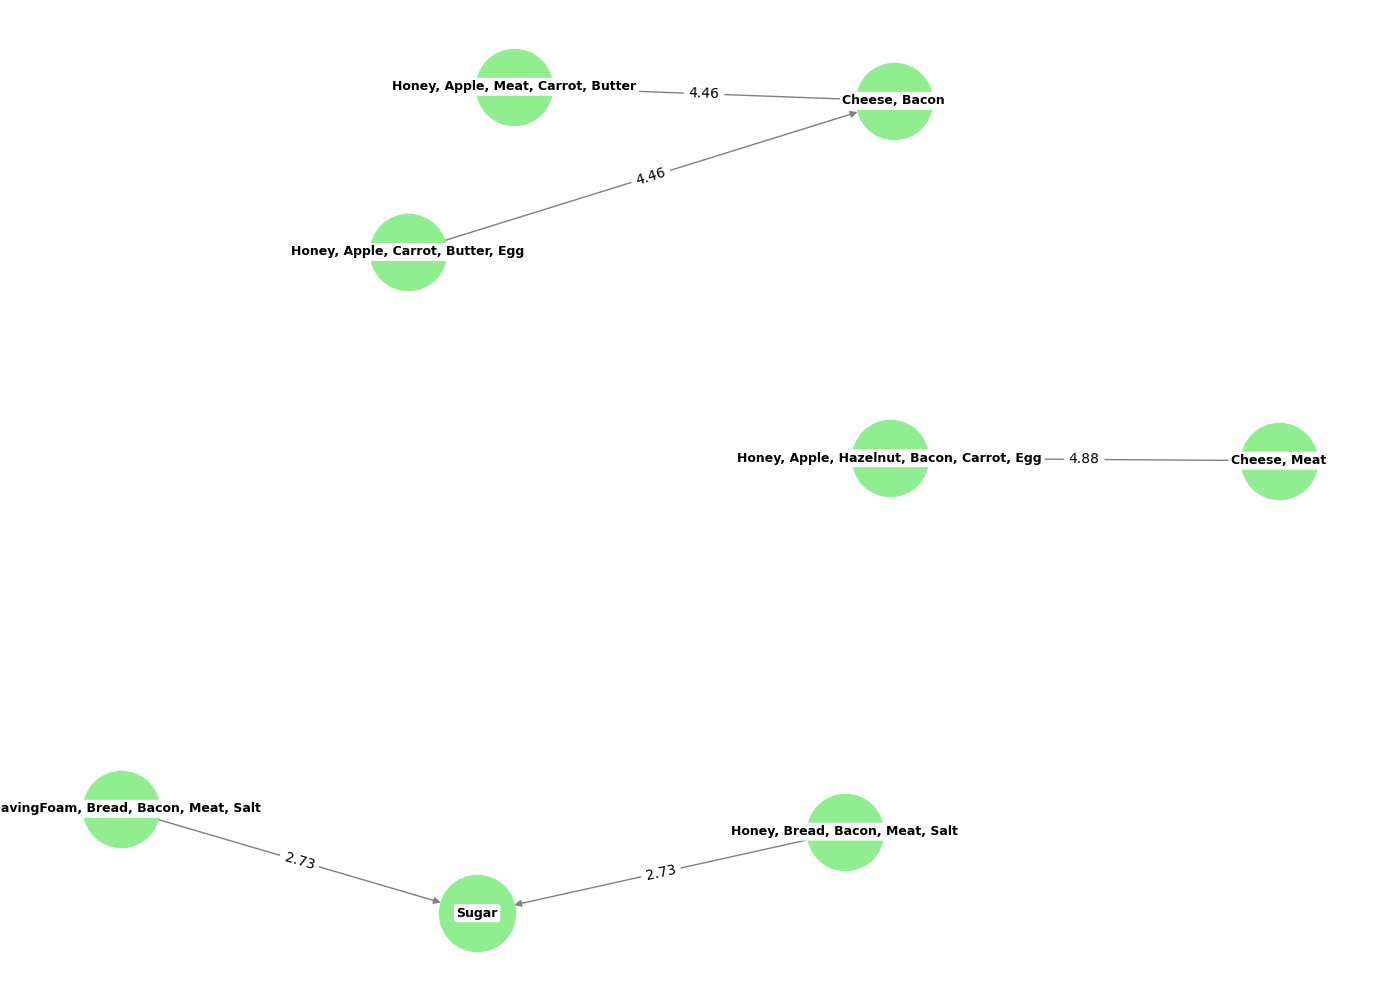 Honey, Apple, Meat, Carrot, Butter
4.46
Cheese, Bacon
4.46
Honey, Apple, Carrot, Butter, Egg
Honey, Apple, Hazelnut, Bacon, Carrot, Egg
4.88
Cheese, Meat
avingFoam, Bread, Bacon, Meat, Salt
Honey, Bread, Bacon, Meat, Salt
2.73
2.73
Sugar